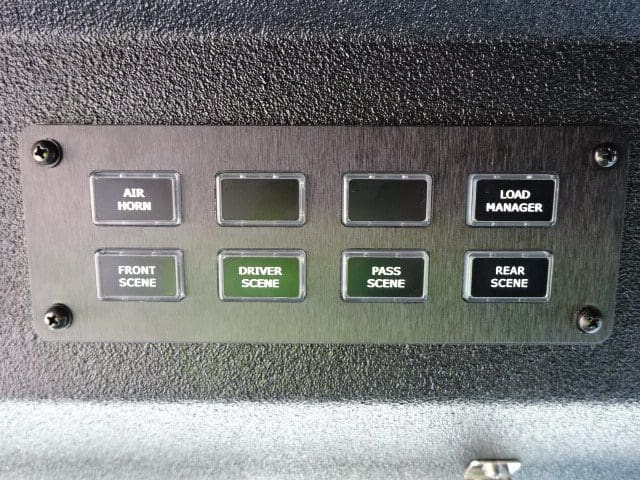 AIR
HORN
LOAD
MANAGER
FRONT
SCENE
DRIVER
SCENE
PASS
SCENE
REAR
SCENE